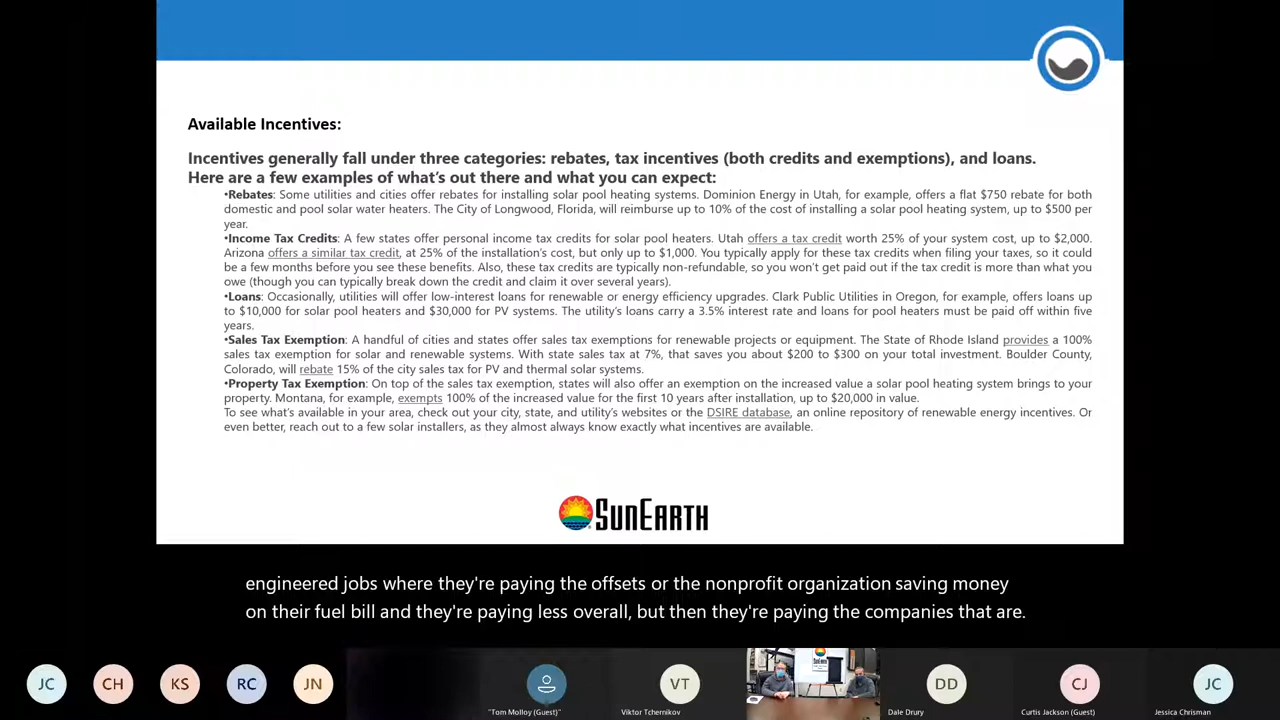 Available Incentives:
Incentives generally fall under three categories: rebates, tax incentives (both credits and exemptions), and loans.
Here are a few examples of what's out there and what you can expect:
•Rebates: Some utilities and cities offer rebates for installing solar pool heating systems. Dominion Energy in Utah, for example, offers a flat $750 rebate for both
domestic and pool solar water heaters. The City of Longwood, Florida, will reimburse up to 10% of the cost of installing a solar pool heating system, up to $500 per
year.
•Income Tax Credits: A few states offer personal income tax credits for solar pool heaters. Utah offers a tax credit worth 25% of your system cost, up to $2,000.
Arizona offers a similar tax credit, at 25% of the installation's cost, but only up to $1,000. You typically apply for these tax credits when filing your taxes, so it could
be a few months before you see these benefits. Also, these tax credits are typically non-refundable, so you won't get paid out if the tax credit is more than what you
owe (though you can typically break down the credit and claim it over several years).
•Loans: Occasionally, utilities will offer low-interest loans for renewable or energy efficiency upgrades. Clark Public Utilities in Oregon, for example, offers loans up
to $10,000 for solar pool heaters and $30,000 for PV systems. The utility's loans carry a 3.5% interest rate and loans for pool heaters must be paid off within five
years.
•Sales Tax Exemption: A handful of cities and states offer sales tax exemptions for renewable projects or equipment. The State of Rhode Island provides a 100%
sales tax exemption for solar and renewable systems. With state sales tax at 7%, that saves you about $200 to $300 on your total investment. Boulder County,
Colorado, will rebate 15% of the city sales tax for PV and thermal solar systems.
•Property Tax Exemption: On top of the sales tax exemption, states will also offer an exemption on the increased value a solar pool heating system brings to your
property. Montana, for example, exempts 100% of the increased value for the first 10 years after installation, up to $20,000 in value.
To see what's available in your area, check out your city, state, and utility's websites or the DSIRE database, an online repository of renewable energy incentives. Or
even better, reach out to a few solar installers, as they almost always know exactly what incentives are available.
SUNEARTH
engineered jobs where they're paying the offsets or the nonprofit organization saving money
on their fuel bill and they're paying less overall, but then they're paying the companies that are.
JC CH KS RC JN VT DD CJ JC
"Tom Molloy (Guest)" Viktor Tchernikov Dale Drury Curtis Jackson (Guest) Jessica Chrisman